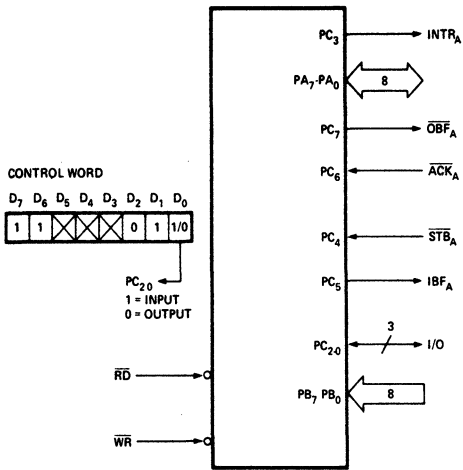 PC3 INTRA
PA7-PA0 8
PC7 OBFA
CONTROL WORD
PC6 ACKA
D7 D6 D5 D4 D3 D2 D1 D0
1 1 0 1 1/0
PC4 STBA
PC20
1 = INPUT
0 = OUTPUT
PC5 IBFA
3
PC2-0 I/O
RD
8
PB7 PB0
WR